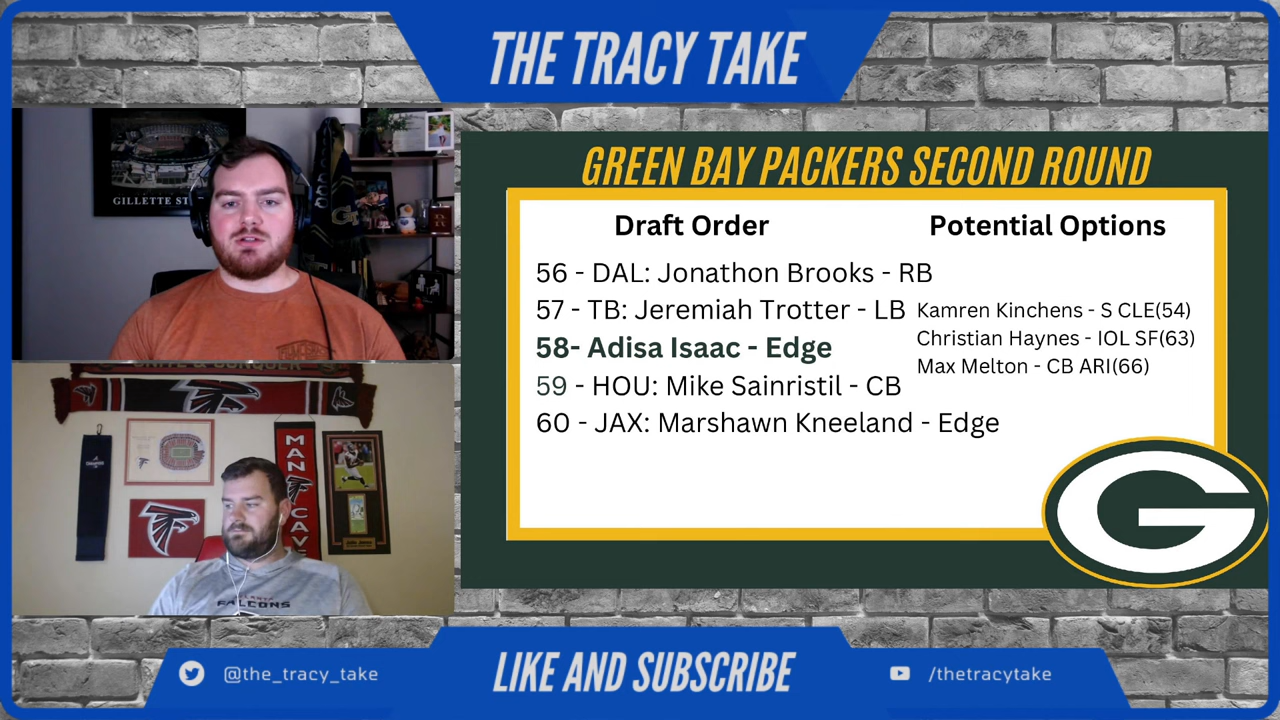 THE TRACY TAKE
GILLETTE ST
MAN
CAVE
FALCONS
GREEN BAY PACKERS SECOND ROUND
Draft Order
Potential Options
56 - DAL: Jonathon Brooks - RB
57 - TB: Jeremiah Trotter - LB
58- Adisa Isaac - Edge
59 - HOU: Mike Sainristil - CB
60 - JAX: Marshawn Kneeland - Edge
Kamren Kinchens - S CLE(54)
Christian Haynes - IOL SF(63)
Max Melton - CB ARI(66)
G
@the_tracy_take
LIKE AND SUBSCRIBE
/thetracytake